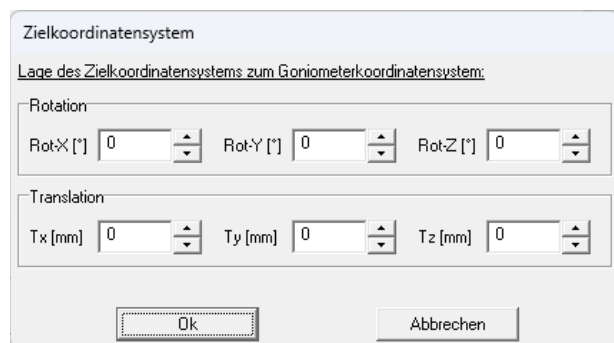 Zielkoordinatensystem
Lage des Zielkoordinatensystems zum Goniometerkoordinatensystem:
Rotation
Rot-X [°] 0 Rot-Y [°] 0 Rot-Z [°] 0
Translation
Tx [mm] 0 Ty [mm] 0 Tz [mm] 0
Ok Abbrechen